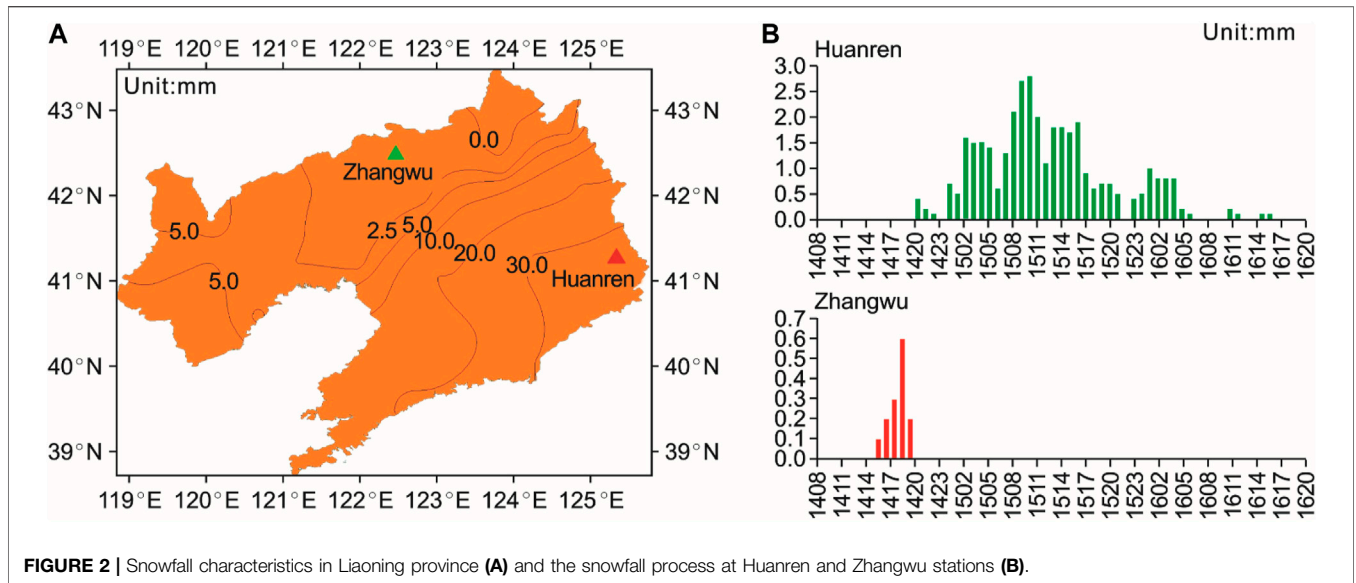 A
119°E 120°E 121°E 122°E 123°E 124°E 125°E
Unit:mm
43°N 43°N
0.0
Zhangwu
42°N 42°N
5.0
2.5 5.0
10.0
20.0
30.0
41°N 41°N
5.0
Huanren
40°N 40°N
39°N 39°N
119°E 120°E 121°E 122°E 123°E 124°E 125°E
B
Unit:mm
Huanren
3.0
2.5
2.0
1.5
1.0
0.5
0.0
1408 1411 1414 1417 1420 1423 1502 1505 1508 1511 1514 1517 1520 1523 1602 1605 1608 1611 1614 1617 1620
Zhangwu
0.7
0.6
0.5
0.4
0.3
0.2
0.1
0.0
1408 1411 1414 1417 1420 1423 1502 1505 1508 1511 1514 1517 1520 1523 1602 1605 1608 1611 1614 1617 1620
FIGURE 2 | Snowfall characteristics in Liaoning province (A) and the snowfall process at Huanren and Zhangwu stations (B).